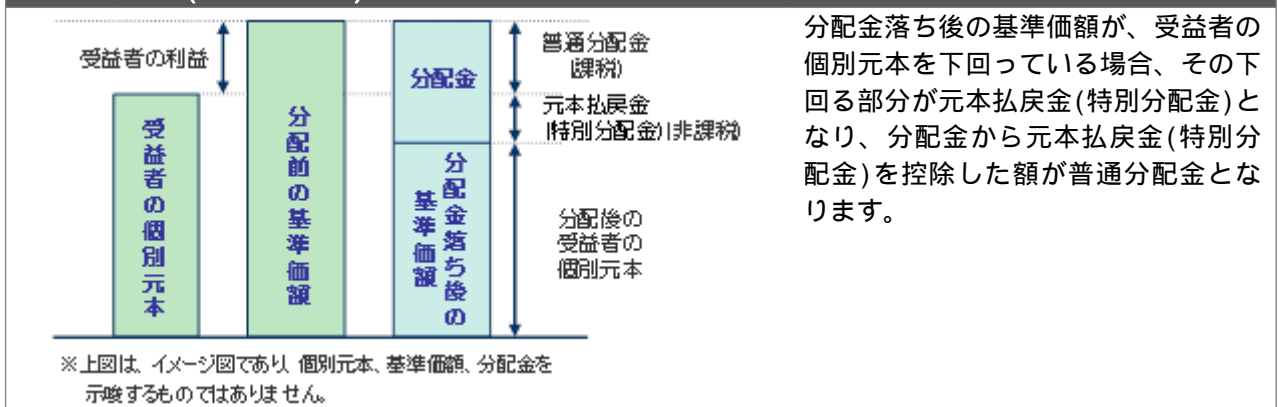 受益者の利益
受益者の個別元本
分配前の基準価額
分配金
分配金落ち後の
基準価額
普通分配金
(課税)
元本払戻金
(特別分配金)(非課税)
分配後の
受益者の
個別元本
※上図は、イメージ図であり、個別元本、基準価額、分配金を
示唆するものではありません。
分配金落ち後の基準価額が、受益者の
個別元本を下回っている場合、その下
回る部分が元本払戻金(特別分配金)と
なり、分配金から元本払戻金(特別分
配金)を控除した額が普通分配金とな
ります。